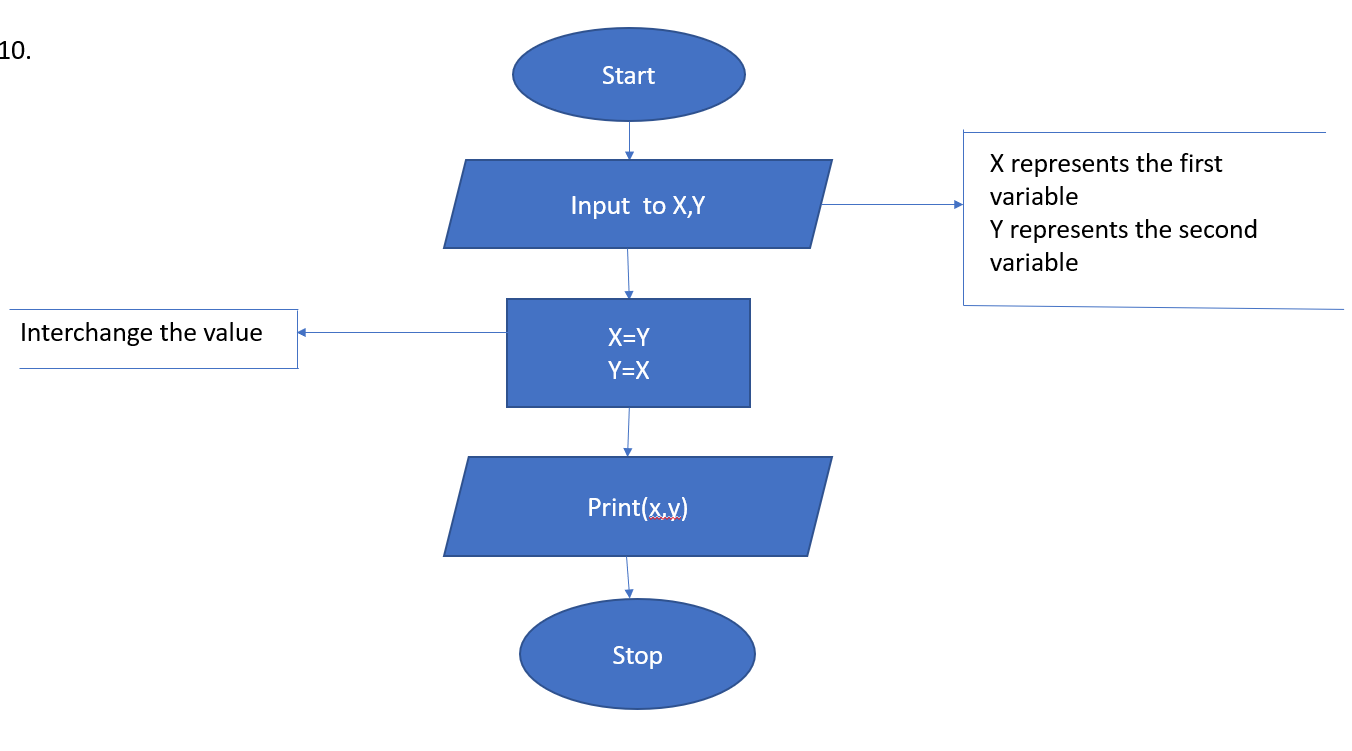 10.
Start
Input  to X,Y
X represents the first
variable
Y represents the second
variable
Interchange the value
X=Y
Y=X
Print(x,y)
Stop